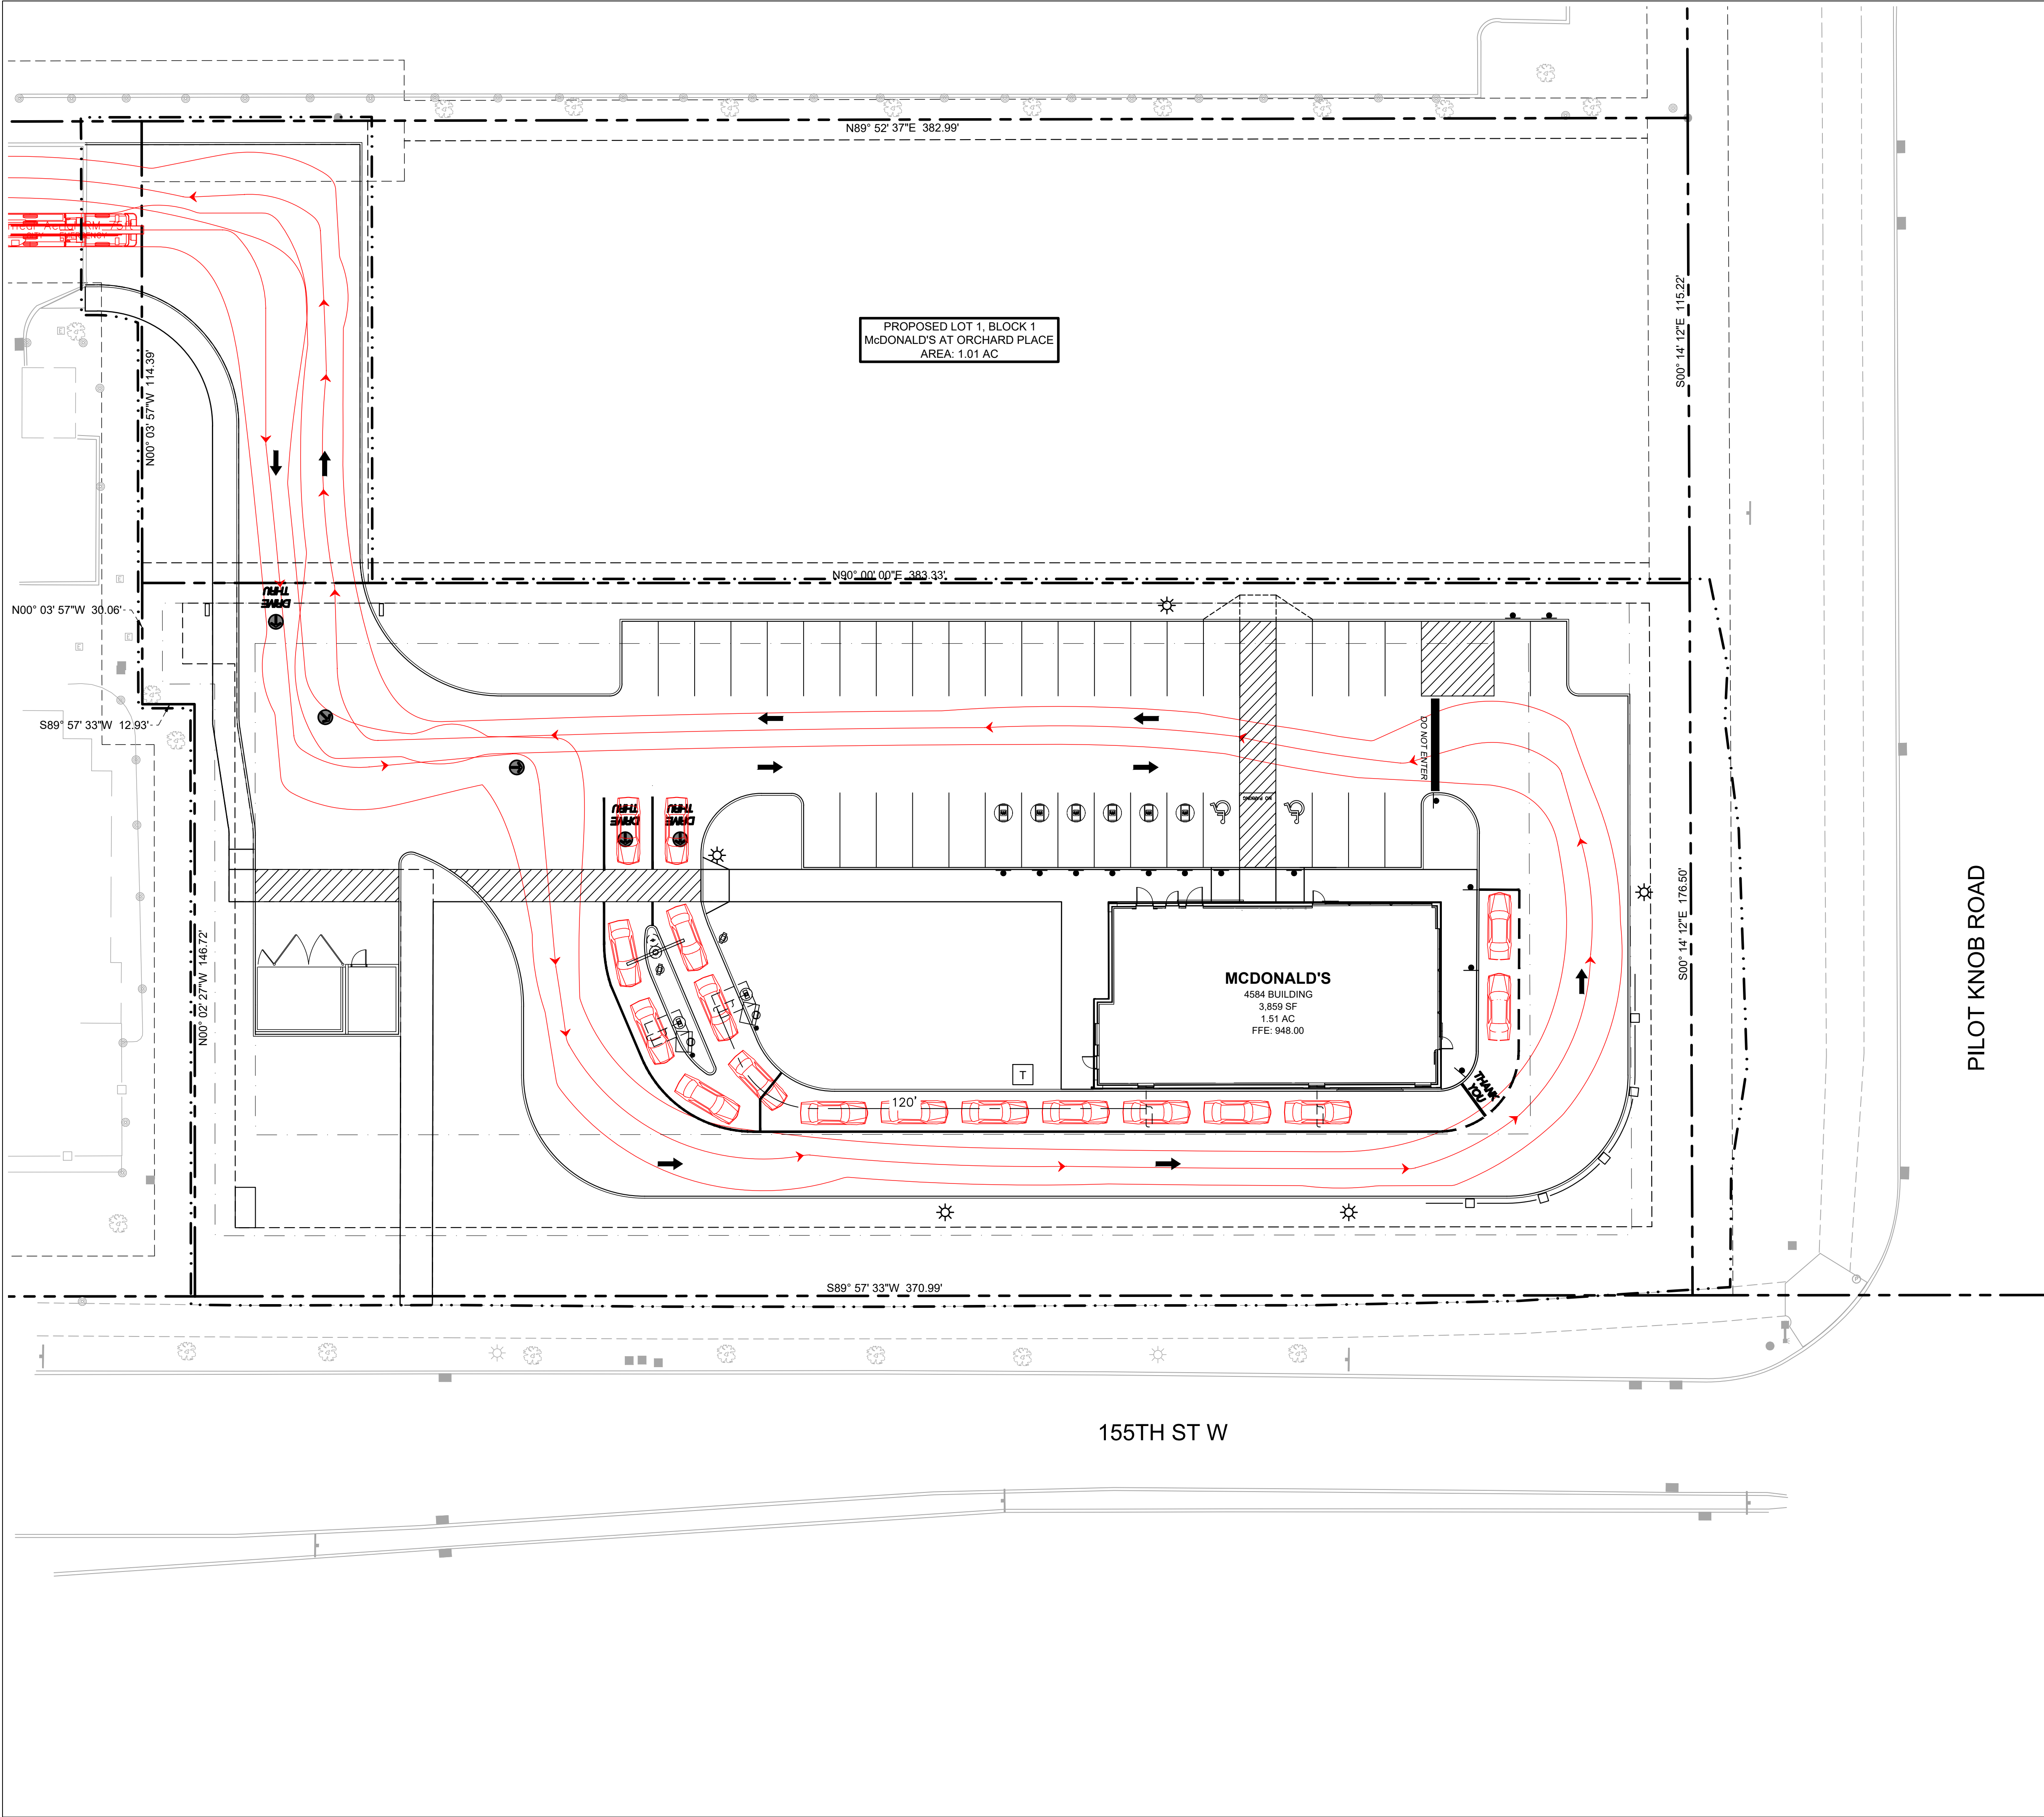 N89° 52' 37"E  382.99'
PROPOSED LOT 1, BLOCK 1
McDONALD'S AT ORCHARD PLACE
AREA: 1.01 AC
S00° 14' 12"E  115.22'
N00° 03' 57"W  114.39'
N90° 00' 00"E  383.33'
DRIVE
THRU
N00° 03' 57"W  30.06'
S89° 57' 33"W  12.93'
DO NOT ENTER
NO PARKING
DRIVE
THRU
DRIVE
THRU
S00° 14' 12"E  176.50'
N00° 02' 27"W  146.72'
MCDONALD'S
4584 BUILDING
3,859 SF
1.51 AC
FFE: 948.00
T
THANK
YOU
120'
PILOT KNOB ROAD
S89° 57' 33"W  370.99'
155TH ST W